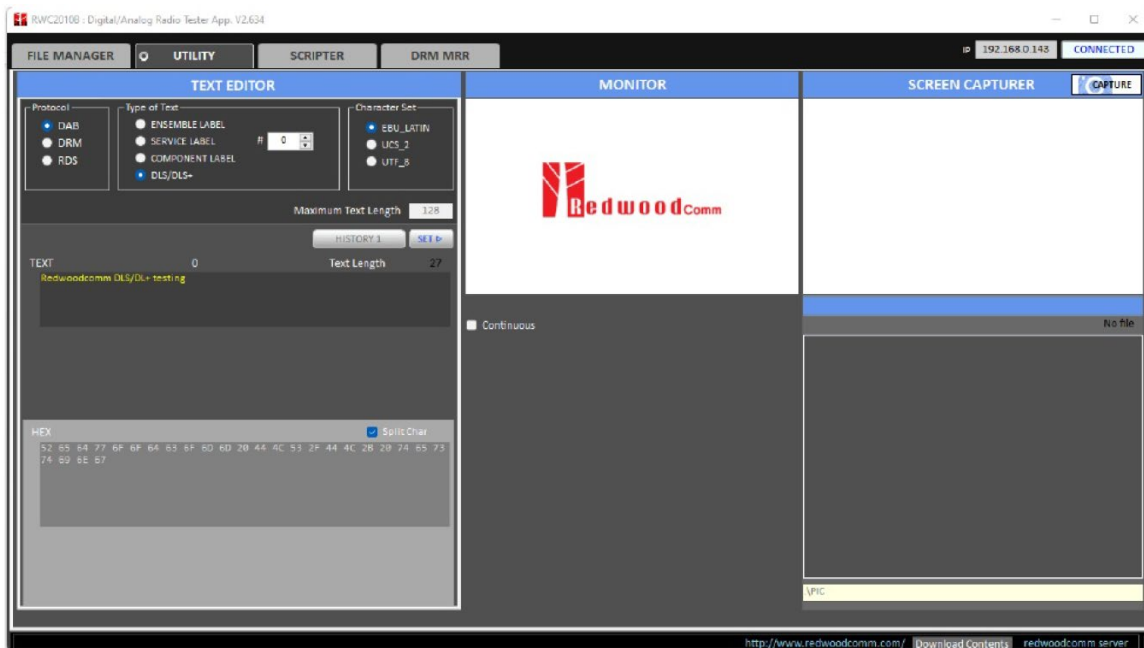 RWC2010B : Digital/Analog Radio Tester App. V2.634
FILE MANAGER
UTILITY
SCRIPTER
DRM MRR
IP 192.168.0.143 CONNECTED
TEXT EDITOR
MONITOR
SCREEN CAPTURER
CAPTURE
Protocol
DAB
DRM
RDS
Type of Text
ENSEMBLE LABEL
SERVICE LABEL # 0
COMPONENT LABEL
DLS/DLS+
Character Set
EBU_LATIN
UCS_2
UTF_8
Maximum Text Length 128
HISTORY 1 SET
TEXT 0 Text Length 27
Redwoodcomm DLS/DL+ testing
HEX Split Char
52 65 64 77 6F 6F 64 63 6F 6D 6D 20 44 4C 53 2F 44 4C 2B 20 74 65 73
74 69 6E 67
RedwoodComm
Continuous
No file
\PIC
http://www.redwoodcomm.com/ Download Contents redwoodcomm server